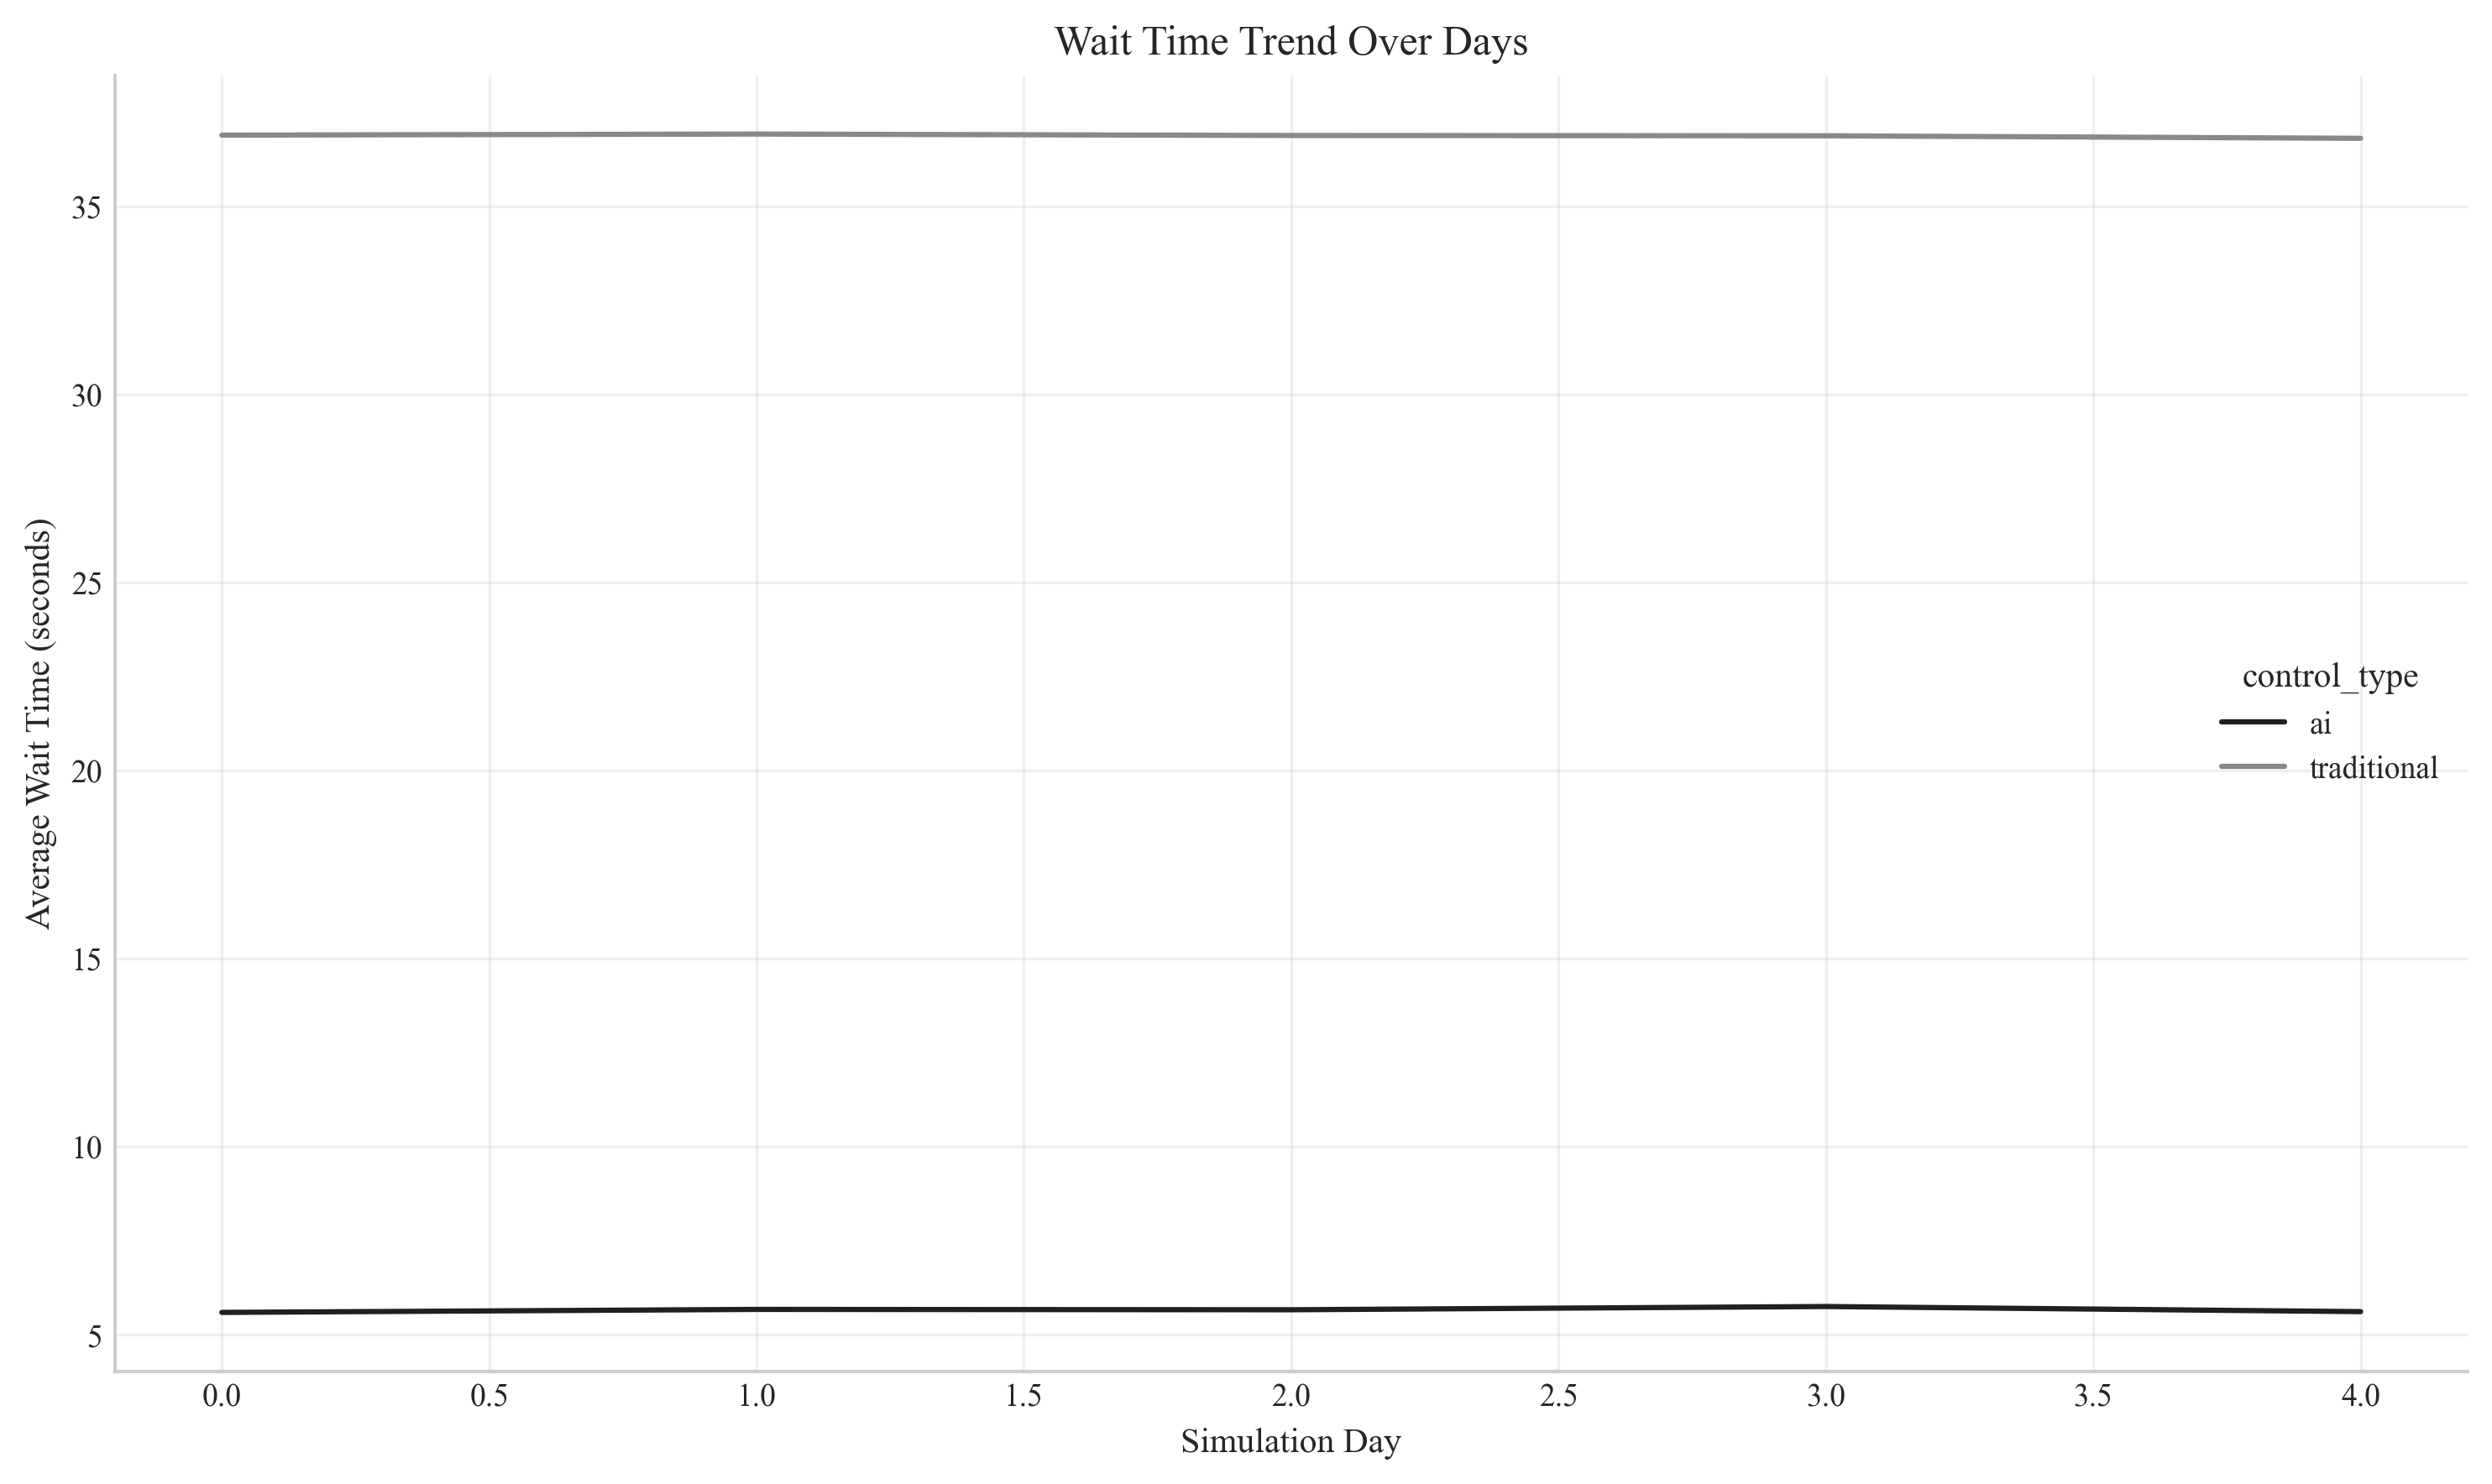 Wait Time Trend Over Days
Average Wait Time (seconds)
35
30
25
20
15
10
5
control_type
ai
traditional
0.0 0.5 1.0 1.5 2.0 2.5 3.0 3.5 4.0
Simulation Day